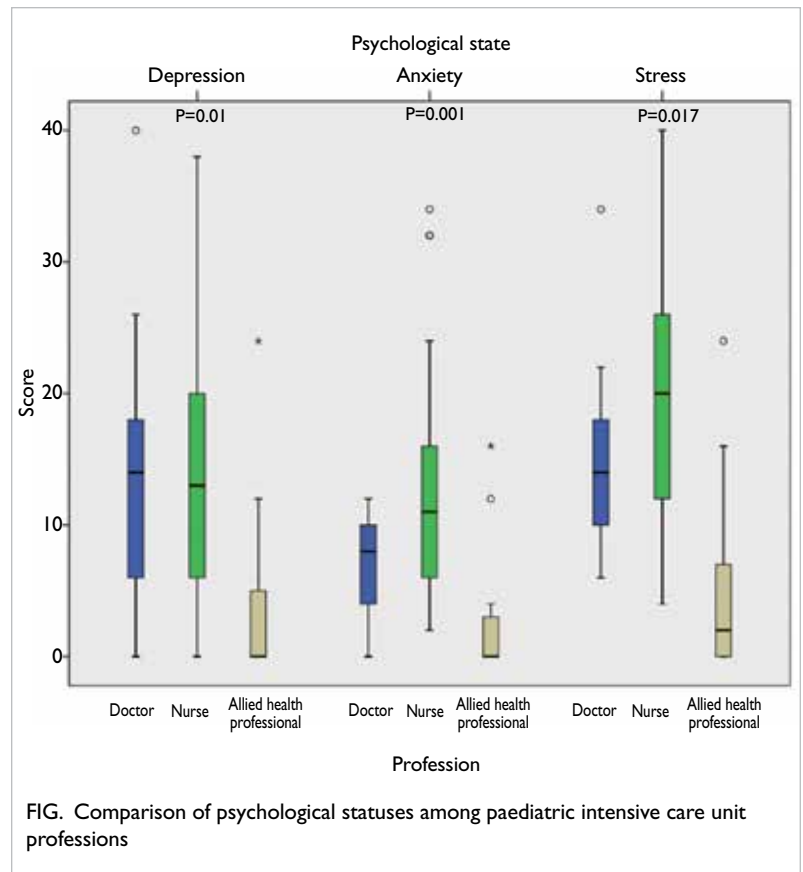 Psychological state
Depression Anxiety Stress
P=0.01 P=0.001 P=0.017
40
30
20
10
0
Score
Doctor Nurse Allied health professional Doctor Nurse Allied health professional Doctor Nurse Allied health professional
Profession
FIG. Comparison of psychological statuses among paediatric intensive care unit
professions